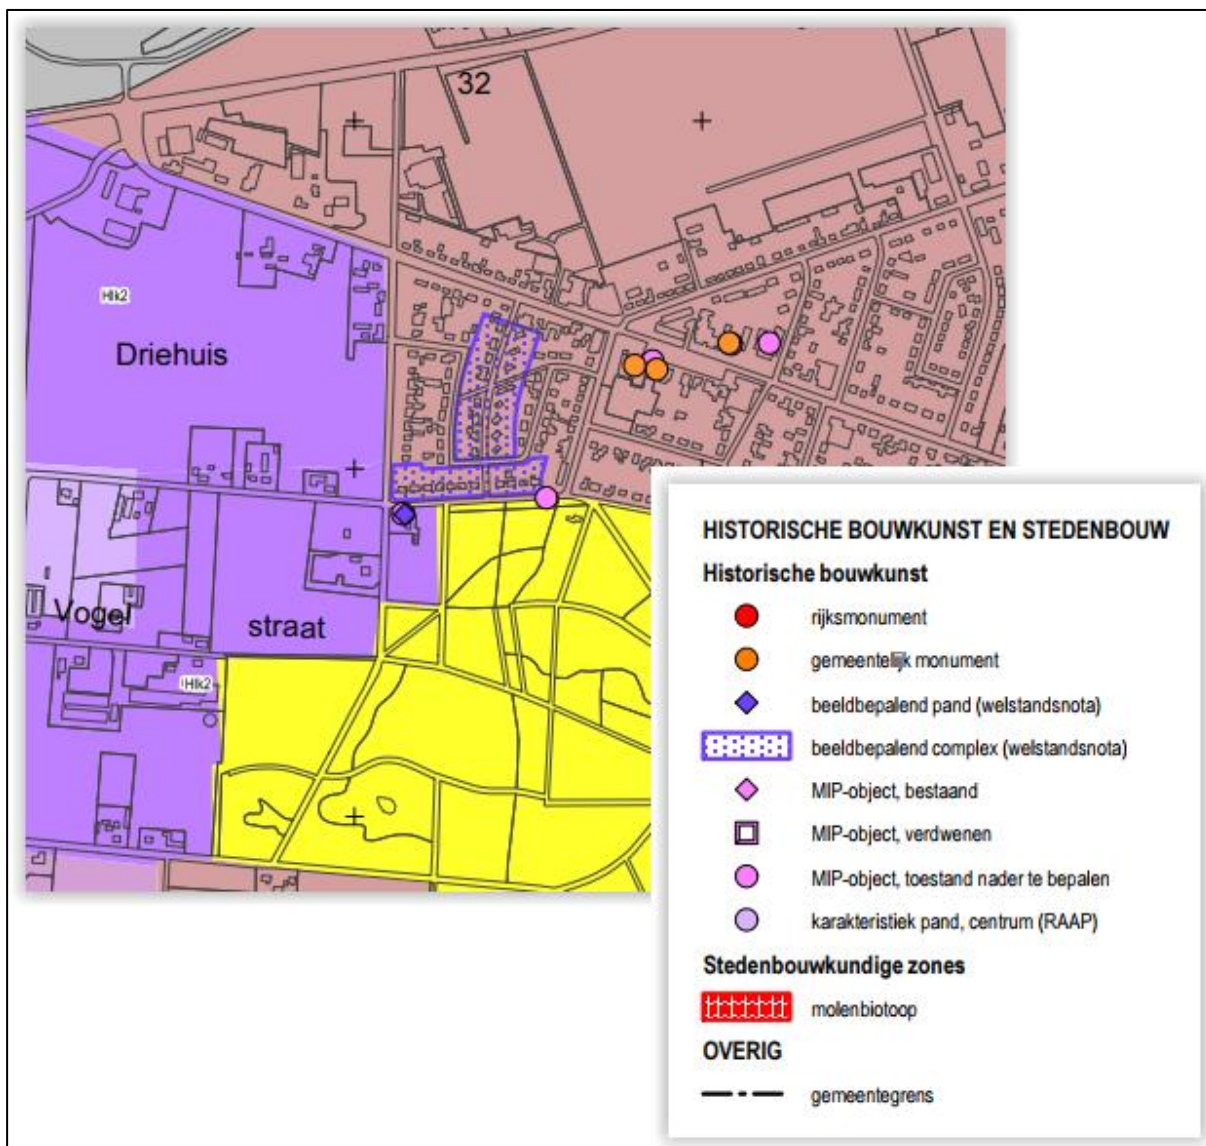 32
Hlk2
Driehuis
Vogel straat
Hlk2
HISTORISCHE BOUWKUNST EN STEDENBOUW
Historische bouwkunst
rijksmonument
gemeentelijk monument
beeldbepalend pand (welstandsnota)
beeldbepalend complex (welstandsnota)
MIP-object, bestaand
MIP-object, verdwenen
MIP-object, toestand nader te bepalen
karakteristiek pand, centrum (RAAP)
Stedenbouwkundige zones
molenbiotoop
OVERIG
gemeentegrens